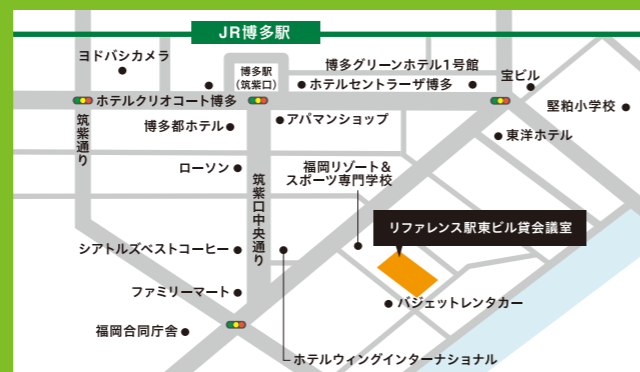 JR博多駅
ヨドバシカメラ
博多駅
(筑紫口)
博多グリーンホテル1号館
ホテルセントラーザ博多
宝ビル
ホテルクリオコート博多
堅粕小学校
博多都ホテル
アパマンショップ
東洋ホテル
筑紫通り
ローソン
福岡リゾート&
スポーツ専門学校
筑紫口中央通り
リファレンス駅東ビル貸会議室
シアトルズベストコーヒー
ファミリーマート
バジェットレンタカー
福岡合同庁舎
ホテルウィングインターナショナル